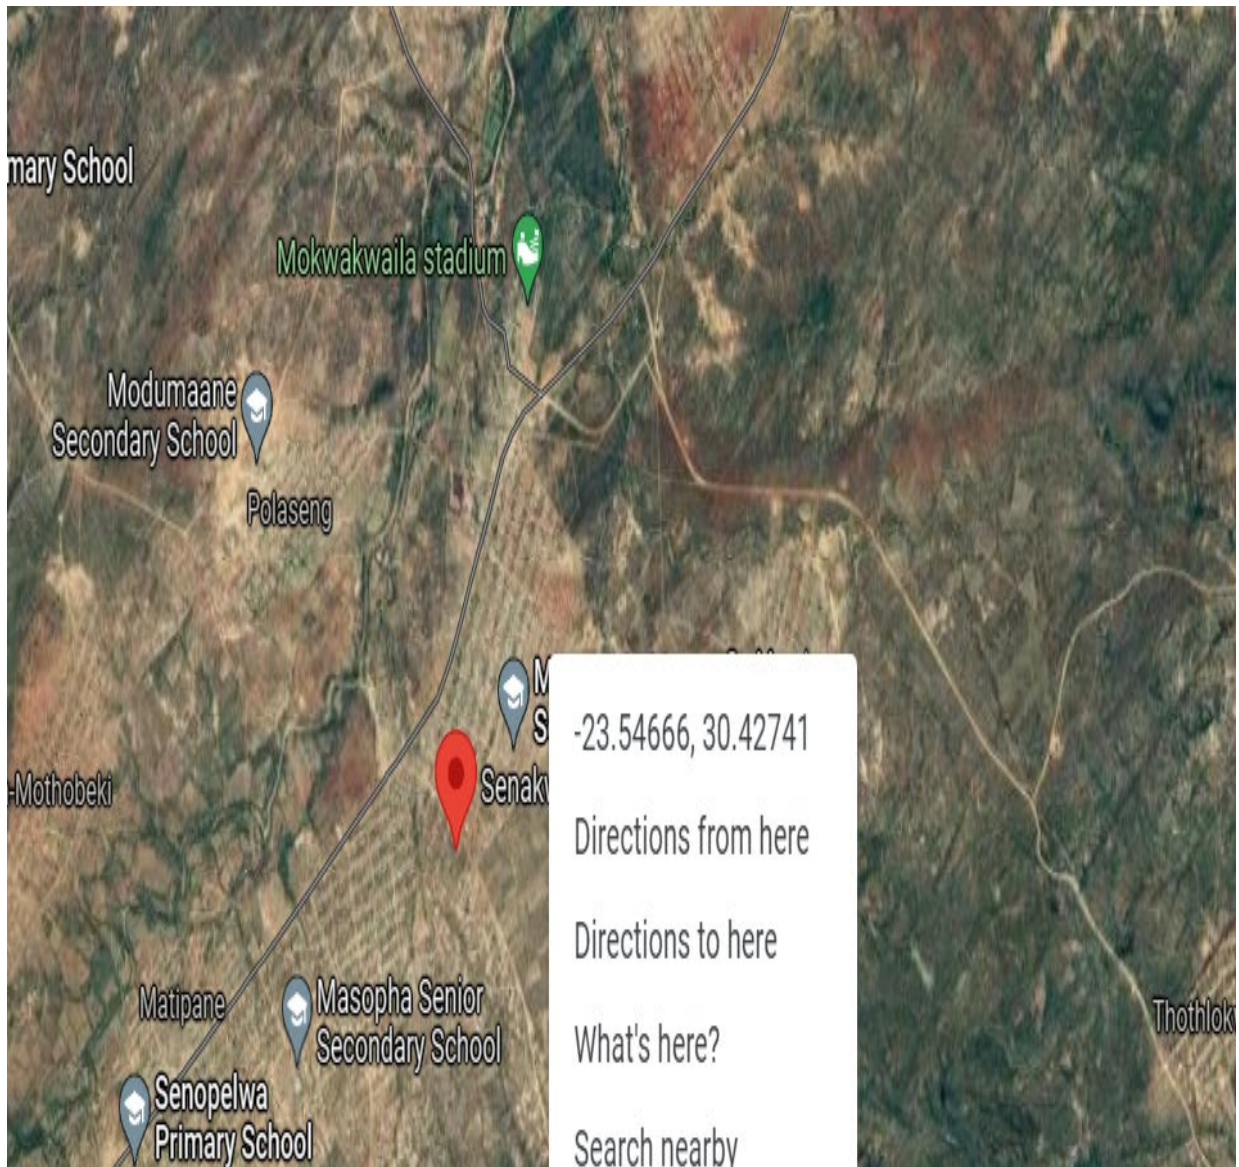 mary School
Mokwakwaila stadium
Modumaane
Secondary School
Polaseng
-Mothobeki
-23.54666, 30.42741
Directions from here
Directions to here
What's here?
Search nearby
Matipane
Masopha Senior
Secondary School
Senopelwa
Primary School